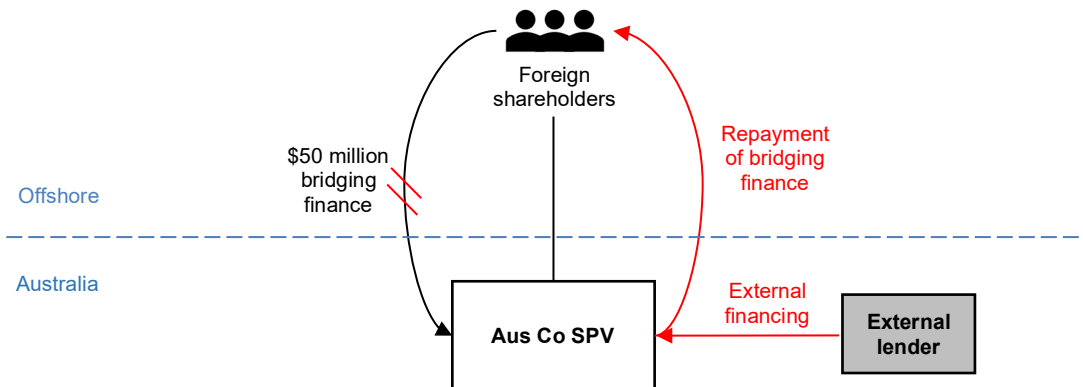 Foreign
shareholders
$50 million
bridging
finance
Repayment
of bridging
finance
Offshore
Australia
External
financing
Aus Co SPV
External
lender